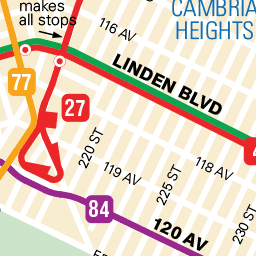 makes
all stops
CAMBRIA
HEIGHTS
116 AV
LINDEN BLVD
77
27
220 ST
119 AV
118 AV
225 ST
84
120 AV
230 ST